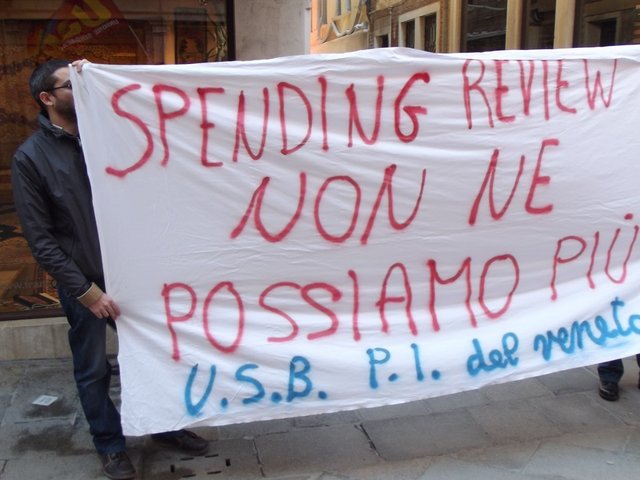 SPENDING REVIEW
NON NE
POSSIAMO PIÙ
U.S.B. P.I. del veneto